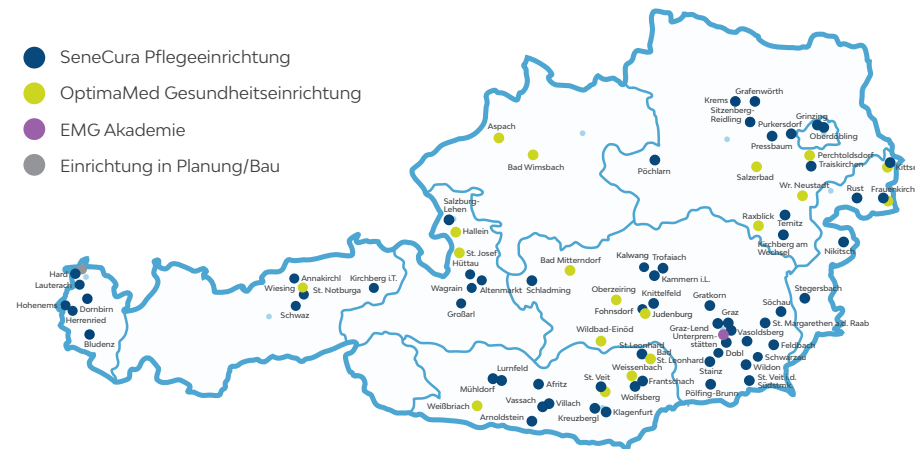 SeneCura Pflegeeinrichtung
OptimaMed Gesundheitseinrichtung
EMG Akademie
Einrichtung in Planung/Bau
Grafenwörth
Krems
Sitzenberg-
Reidling
Grinzing
Purkersdorf
Oberdöbling
Pressbaum
Aspach
Bad Wimsbach
Pöchlarn
Perchtoldsdorf
Traiskirchen
Kittse
Salzerbad
Wr. Neustadt
Rust
Frauenkirch
Salzburg-
Lehen
Hallein
Raxblick
Ternitz
Kirchberg am
Wechsel
Nikitsch
St. Josef
Hüttau
Bad Mitterndorf
Kalwang
Trofaiach
Kammern i.L.
Hard
Lauterach
Annakirchl
Kirchberg i.T.
Wiesing
St. Notburga
Wagrain
Altenmarkt
Schladming
Oberzeiring
Knittelfeld
Stegersbach
Hohenems
Dornbirn
Herrenried
Schwaz
Großarl
Fohnsdorf
Judenburg
Gratkorn
Graz
Söchau
Bludenz
Wildbad-Einöd
Graz-Lend
Unterprem-
stätten
Vasoldsberg
St. Margarethen a.d. Raab
St.Leonhard
Bad
St. Leonhard
Dobl
Feldbach
Schwarzau
Lurnfeld
Weissenbach
Stainz
Wildon
Mühldorf
Afritz
St. Veit
Frantschach
Wolfsberg
Pölfing-Brunn
St. Veit i.d.
Südstmk.
Weißbriach
Vassach
Villach
Arnoldstein
Kreuzbergl
Klagenfurt